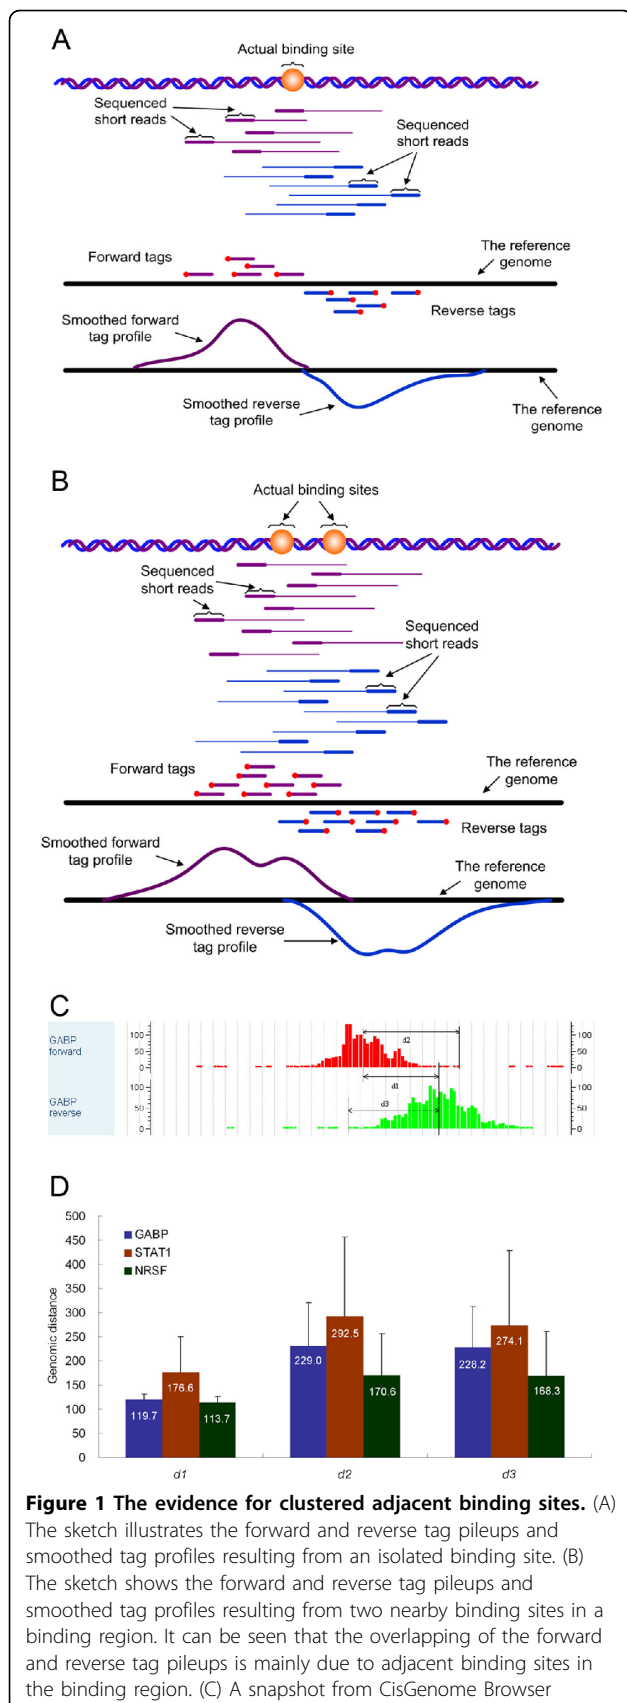 A
Actual binding site
Sequenced
short reads
Sequenced
short reads
Forward tags
The reference
genome
Reverse tags
Smoothed forward
tag profile
Smoothed reverse
tag profile
The reference
genome
B
Actual binding sites
Sequenced
short reads
Sequenced
short reads
Forward tags
The reference
genome
Reverse tags
Smoothed forward
tag profile
The reference
genome
Smoothed reverse
tag profile
C
GABP
forward
100
50
0
d2
100
50
0
GABP
reverse
100
50
0
d1
d3
100
50
0
D
500
450
400
350
300
250
200
150
100
50
0
Genomic distance
GABP
STAT1
NRSF
119.7
176.6
113.7
229.0
292.5
170.6
228.2
274.1
168.3
d1
d2
d3
Figure 1 The evidence for clustered adjacent binding sites. (A)
The sketch illustrates the forward and reverse tag pileups and
smoothed tag profiles resulting from an isolated binding site. (B)
The sketch shows the forward and reverse tag pileups and
smoothed tag profiles resulting from two nearby binding sites in a
binding region. It can be seen that the overlapping of the forward
and reverse tag pileups is mainly due to adjacent binding sites in
the binding region. (C) A snapshot from CisGenome Browser